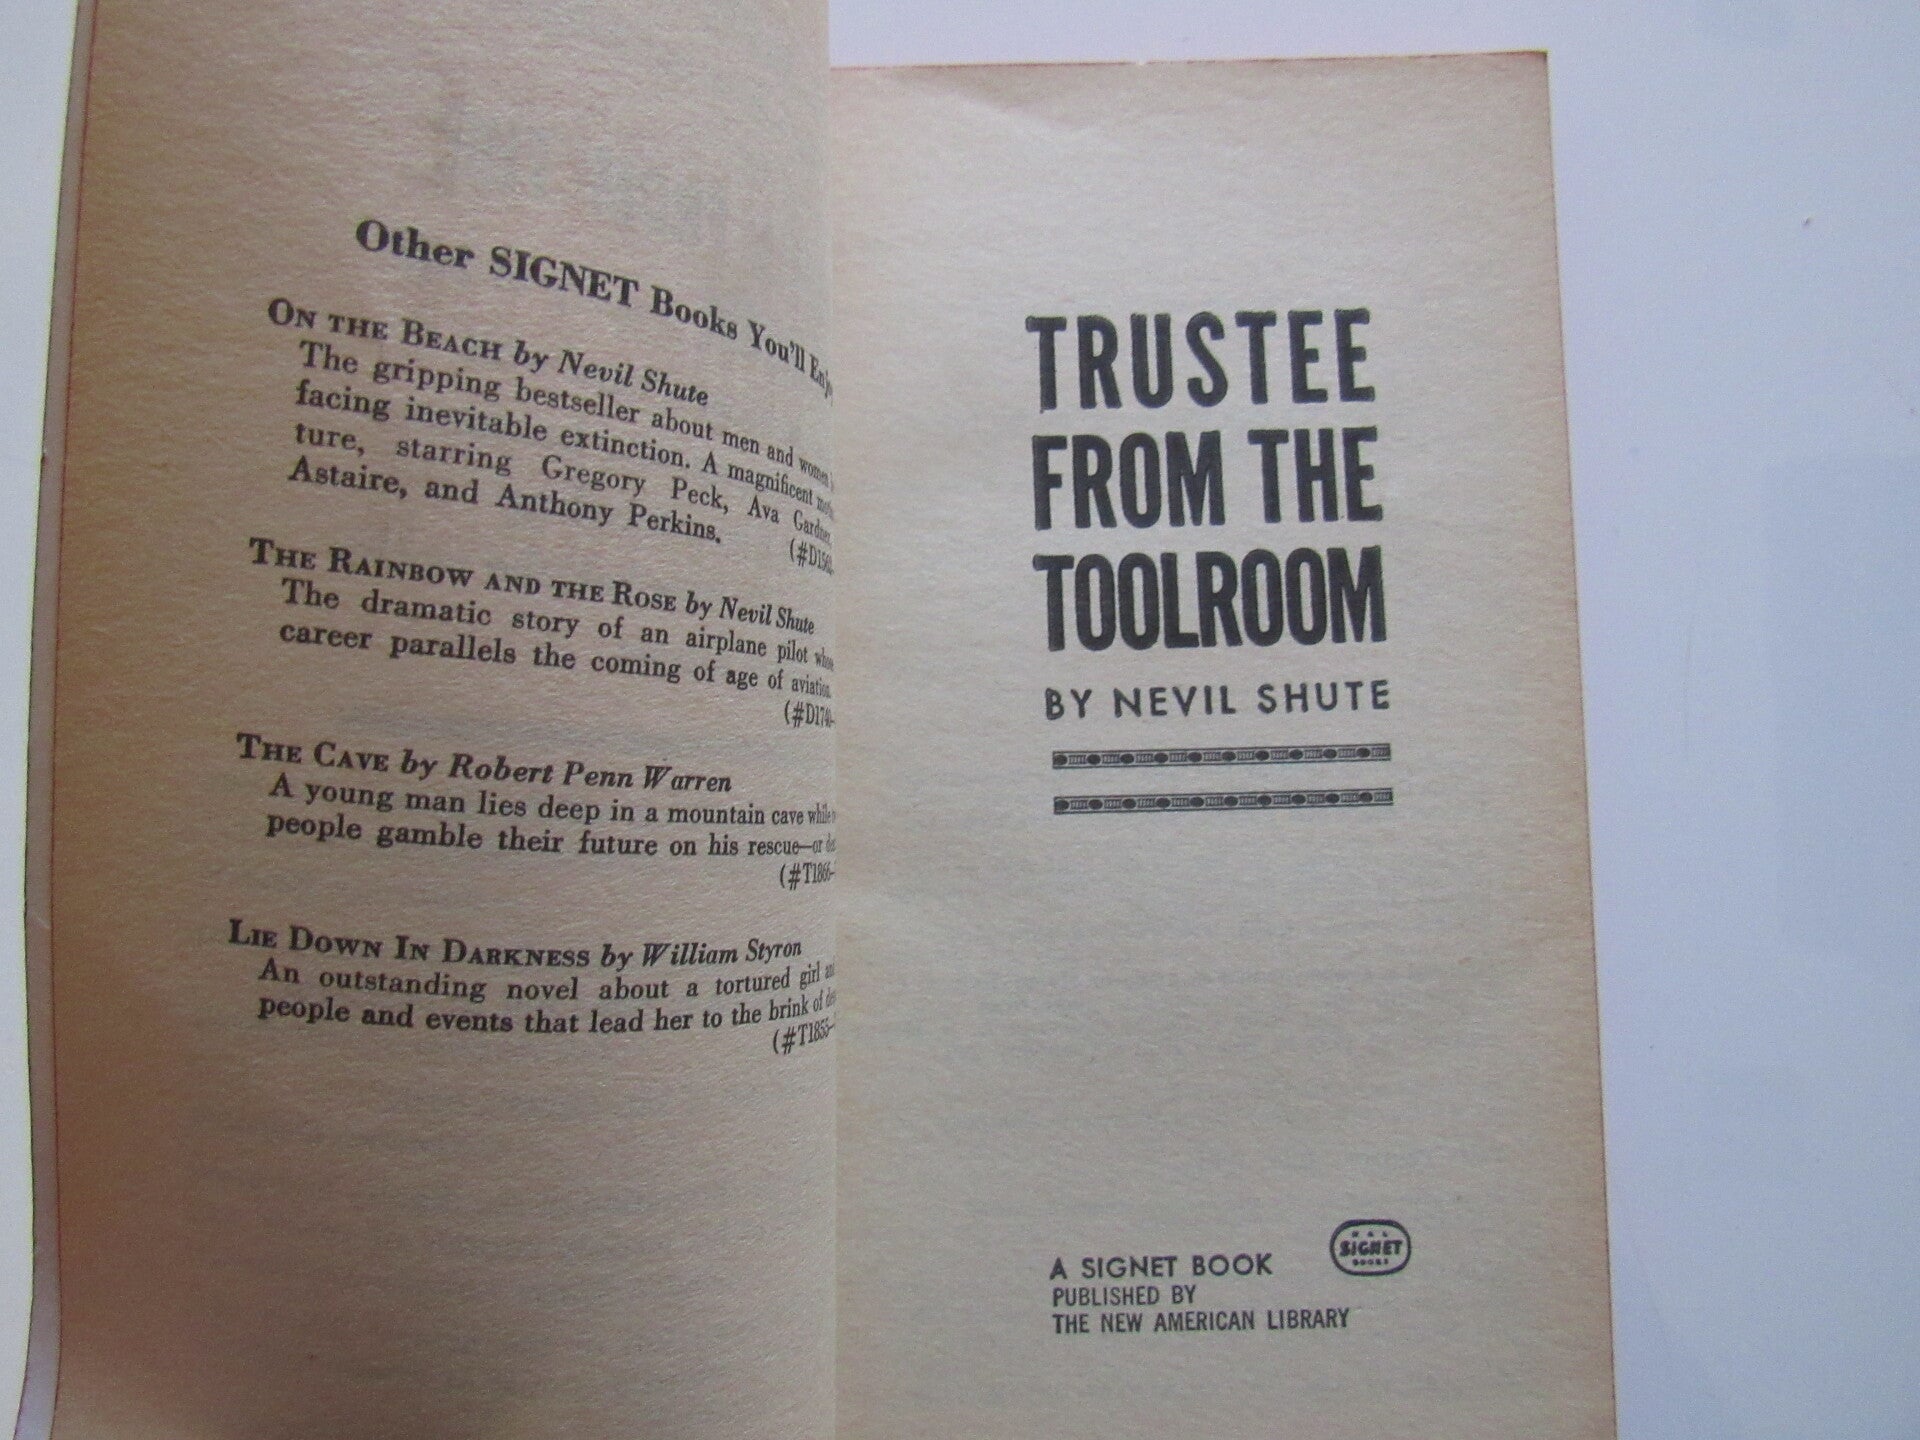 Other SIGNET Books You'll
ON THE BEACH by Nevil Shute
The gripping bestseller about men and women
facing inevitable extinction. A magnificent
ture, starring Gregory Peck, Ava Gardner,
Astaire, and Anthony Perkins.
THE RAINBOW AND THE ROSE by Nevil Shute
The dramatic story of an airplane pilot
career parallels the coming of age of aviation.
THE CAVE by Robert Penn Warren
A young man lies deep in a mountain cave while
people gamble their future on his rescue—or
(#T1866-
LIE DOWN IN DARKNESS by William Styron
An outstanding novel about a tortured girl
people and events that lead her to the brink of
(#T1855-
TRUSTEE
FROM THE
TOOLROOM
BY NEVIL SHUTE
A SIGNET BOOK
PUBLISHED BY
THE NEW AMERICAN LIBRARY
NAL
SIGNET
BOOKS